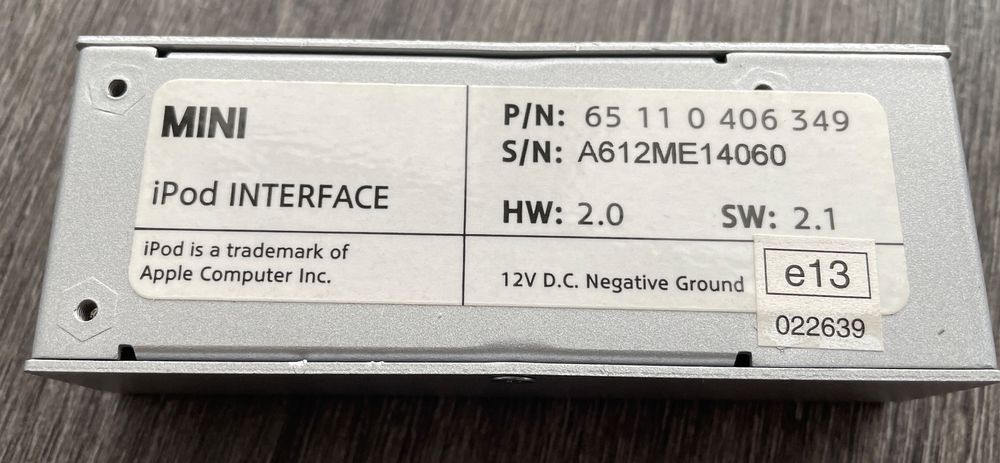 MINI
iPod INTERFACE
iPod is a trademark of
Apple Computer Inc.
P/N: 65 11 0 406 349
S/N: A612ME14060
HW: 2.0 SW: 2.1
12V D.C. Negative Ground
e13
022639